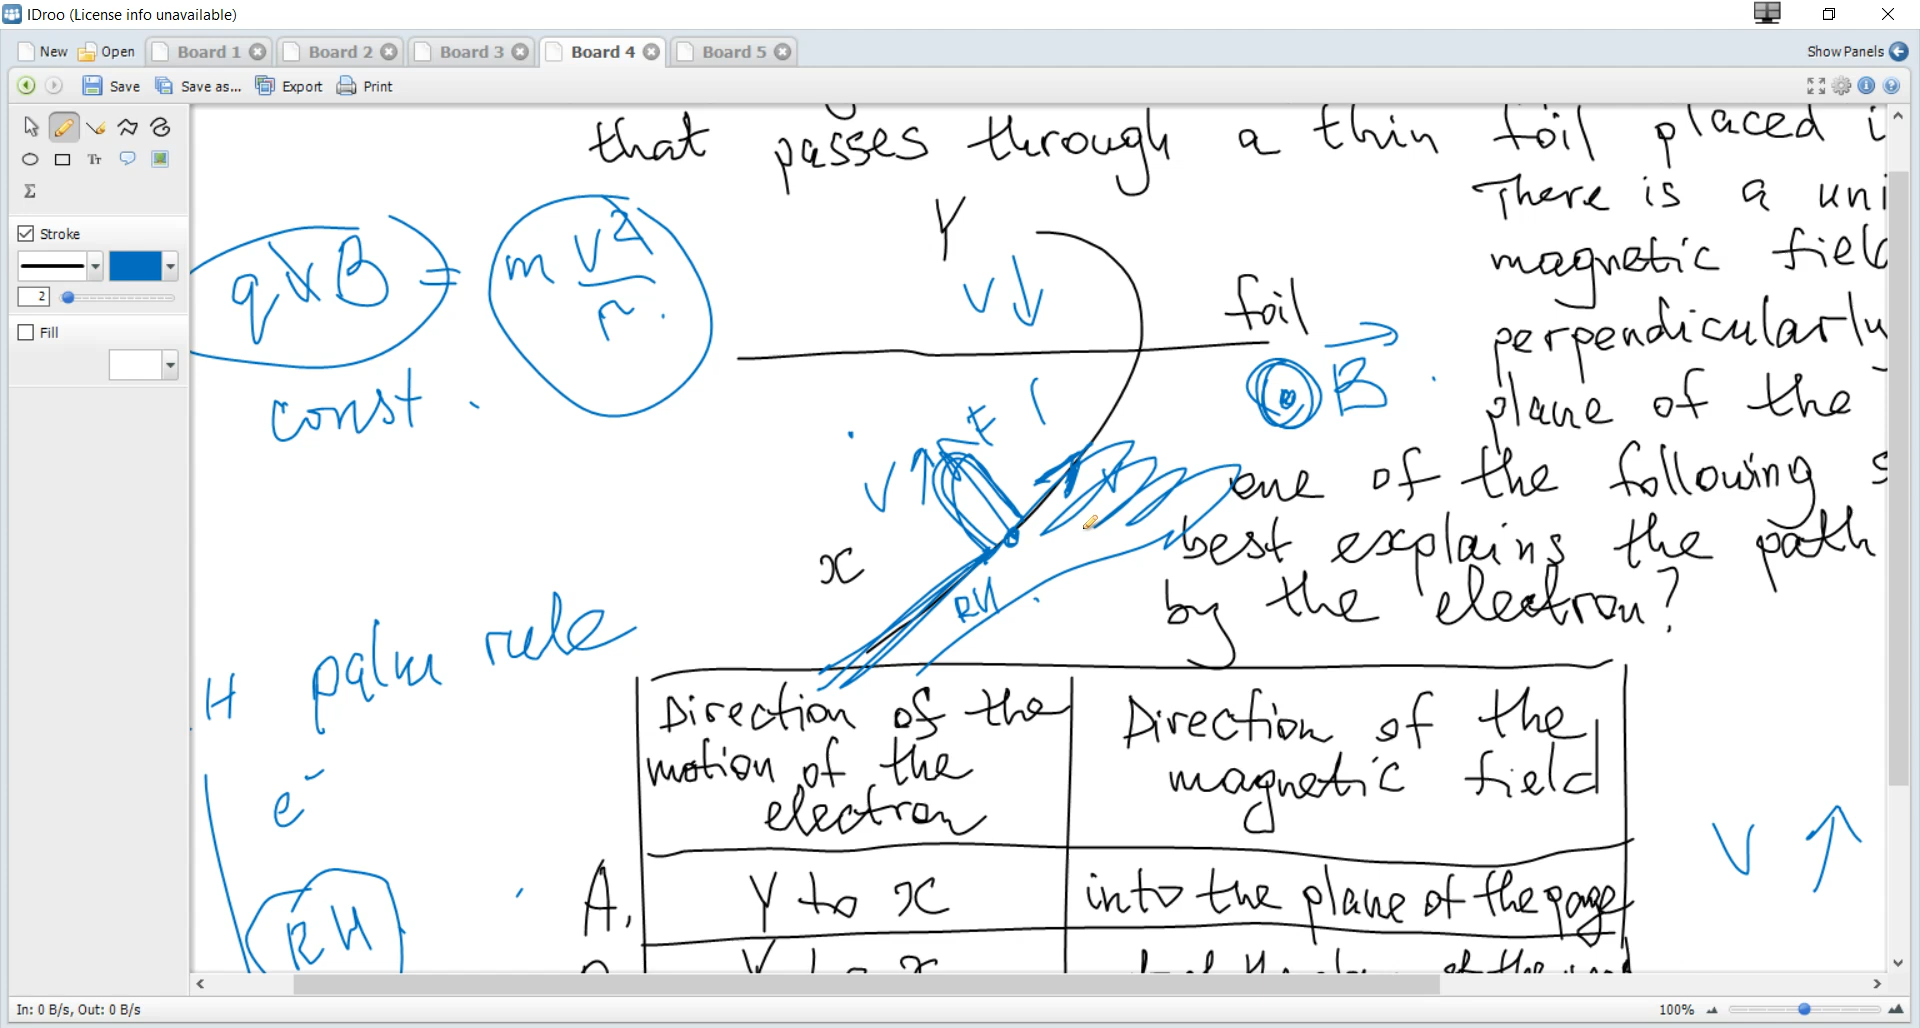 IDroo (License info unavailable)
New Open Board 1 Board 2 Board 3 Board 4 Board 5 Show Panels
Save Save as... Export Print
Stroke
2
Fill
that passes through a thin foil placed i
There is a uni
magnetic field
perpendicularly
plane of the
one of the following s
best explains the path
by the electron?
Y
V ↓
foil
B
qvB = m v² / r
const.
V ↑
F
V
x
RH
H palm rule
e⁻
RH
Direction of the motion of the electron
Direction of the magnetic field
A. Y to x into the plane of the page
Y to x
V ↑
In: 0 B/s, Out: 0 B/s
100%